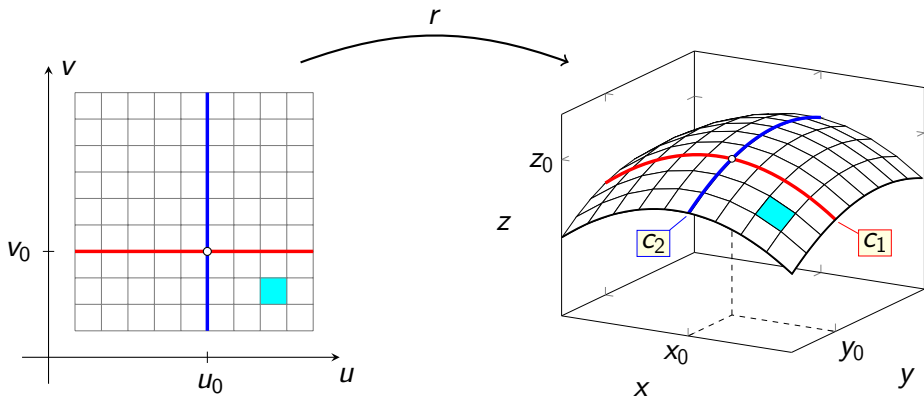 r
v
v₀
u₀
u
z₀
z
c₂
c₁
x₀
y₀
x
y